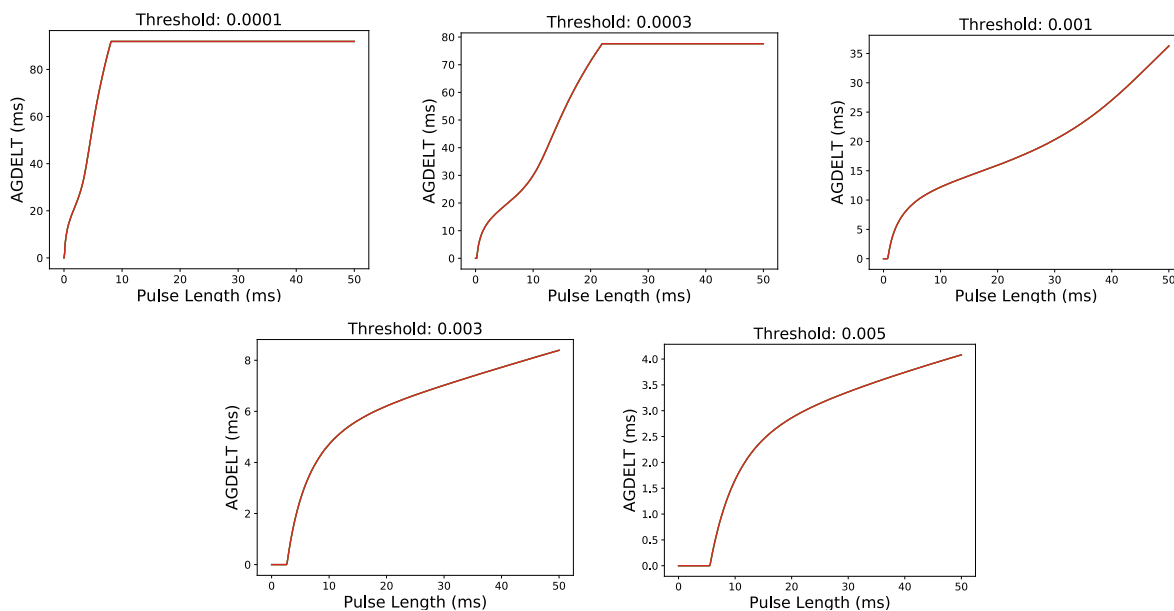 Threshold: 0.0001
AGDELT (ms)
80
60
40
20
0
0 10 20 30 40 50
Pulse Length (ms)
Threshold: 0.0003
AGDELT (ms)
80
70
60
50
40
30
20
10
0
0 10 20 30 40 50
Pulse Length (ms)
Threshold: 0.001
AGDELT (ms)
35
30
25
20
15
10
5
0
0 10 20 30 40 50
Pulse Length (ms)
Threshold: 0.003
AGDELT (ms)
8
6
4
2
0
0 10 20 30 40 50
Pulse Length (ms)
Threshold: 0.005
AGDELT (ms)
4.0
3.5
3.0
2.5
2.0
1.5
1.0
0.5
0.0
0 10 20 30 40 50
Pulse Length (ms)